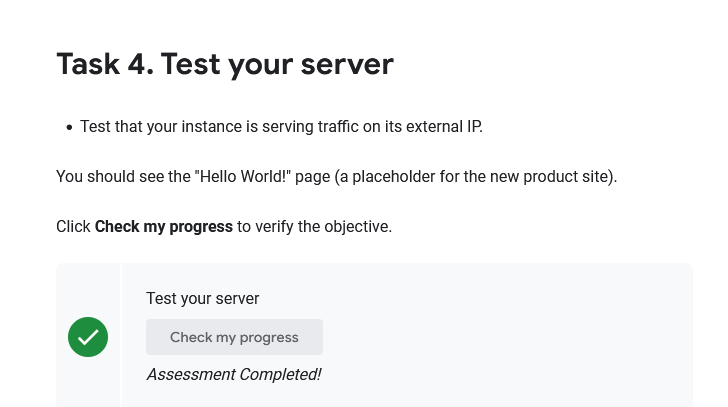 Task 4. Test your server
• Test that your instance is serving traffic on its external IP.
You should see the "Hello World!" page (a placeholder for the new product site).
Click Check my progress to verify the objective.
Test your server
Check my progress
Assessment Completed!